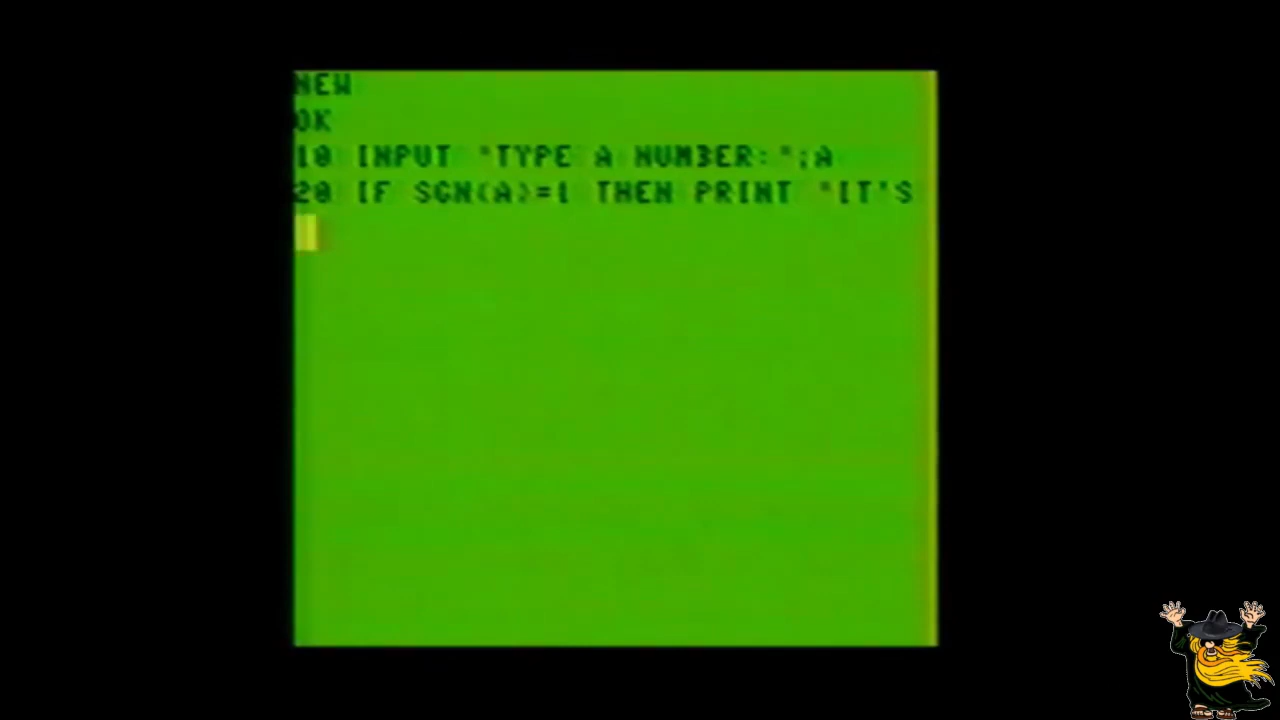 NEW
OK
10 INPUT "TYPE A NUMBER:";A
20 IF SGN(A)=1 THEN PRINT "IT'S